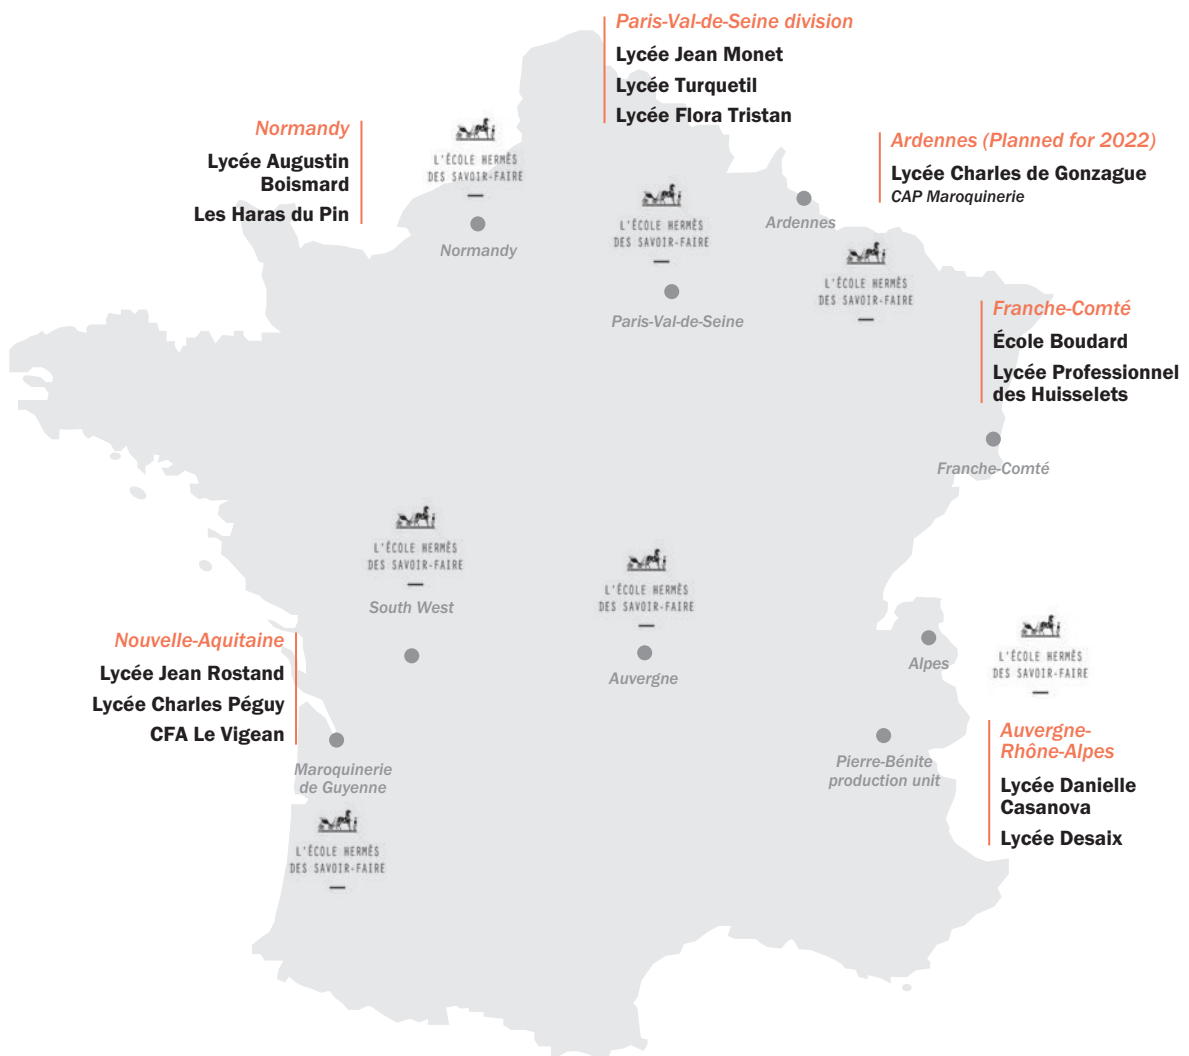 Paris-Val-de-Seine division
Lycée Jean Monet
Lycée Turquetil
Lycée Flora Tristan
Normandy
Lycée Augustin
Boismard
Les Haras du Pin
L'ÉCOLE HERMÈS
DES SAVOIR-FAIRE
Normandy
Ardennes (Planned for 2022)
Lycée Charles de Gonzague
CAP Maroquinerie
L'ÉCOLE HERMÈS
DES SAVOIR-FAIRE
Paris-Val-de-Seine
Ardennes
L'ÉCOLE HERMÈS
DES SAVOIR-FAIRE
Franche-Comté
École Boudard
Lycée Professionnel
des Huisselets
Franche-Comté
L'ÉCOLE HERMÈS
DES SAVOIR-FAIRE
South West
L'ÉCOLE HERMÈS
DES SAVOIR-FAIRE
Auvergne
Nouvelle-Aquitaine
Lycée Jean Rostand
Lycée Charles Péguy
CFA Le Vigean
Alpes
L'ÉCOLE HERMÈS
DES SAVOIR-FAIRE
Maroquinerie
de Guyenne
L'ÉCOLE HERMÈS
DES SAVOIR-FAIRE
Pierre-Bénite
production unit
Auvergne-
Rhône-Alpes
Lycée Danielle
Casanova
Lycée Desaix